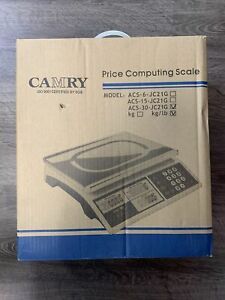 CAMRY
ISO 9001 CERTIFIED BY SGS
Price Computing Scale
MODEL: ACS-6-JC21G
ACS-15-JC21G
ACS-30-JC21G
kg kg/lb